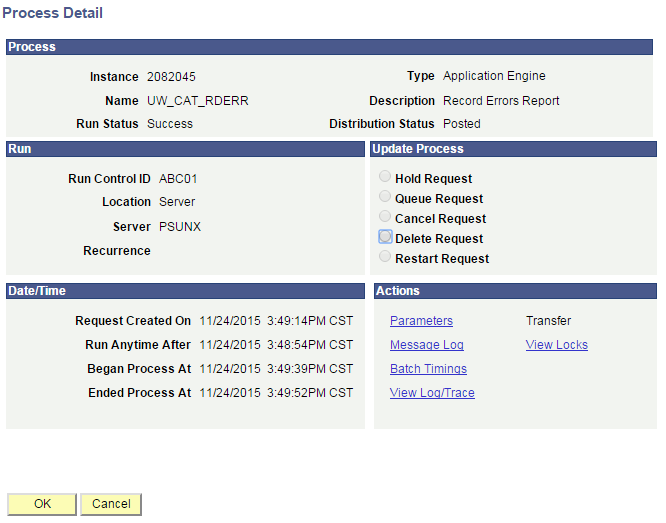 Process Detail
Process
Instance 2082045 Type Application Engine
Name UW_CAT_RDERR Description Record Errors Report
Run Status Success Distribution Status Posted
Run
Run Control ID ABC01
Location Server
Server PSUNX
Recurrence
Update Process
Hold Request
Queue Request
Cancel Request
Delete Request
Restart Request
Date/Time
Request Created On 11/24/2015 3:49:14PM CST
Run Anytime After 11/24/2015 3:48:54PM CST
Began Process At 11/24/2015 3:49:39PM CST
Ended Process At 11/24/2015 3:49:52PM CST
Actions
Parameters Transfer
Message Log View Locks
Batch Timings
View Log/Trace
OK Cancel